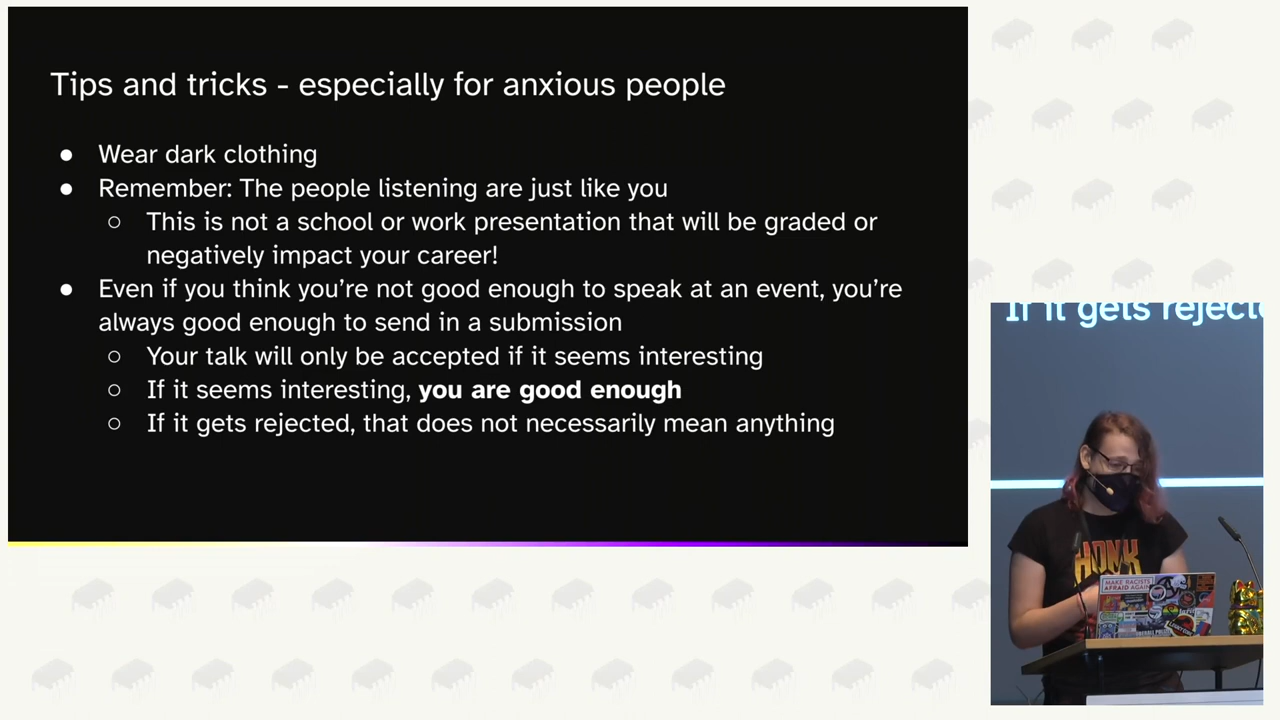 Tips and tricks - especially for anxious people
● Wear dark clothing
● Remember: The people listening are just like you
○ This is not a school or work presentation that will be graded or
negatively impact your career!
● Even if you think you’re not good enough to speak at an event, you’re
always good enough to send in a submission
○ Your talk will only be accepted if it seems interesting
○ If it seems interesting, you are good enough
○ If it gets rejected, that does not necessarily mean anything
If it gets rejecte
HONK
MAKE RACISTS
AFRAID AGAIN